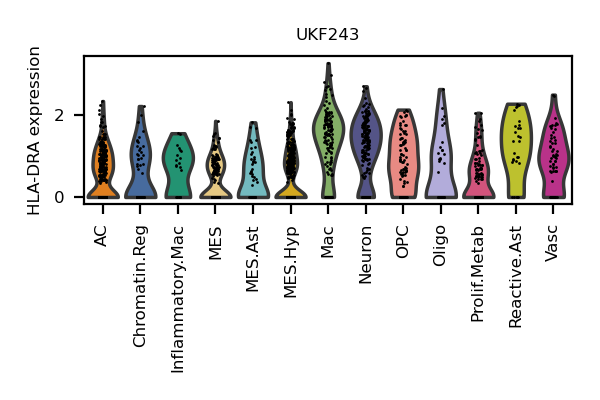 UKF243
HLA-DRA expression
2
0
AC
Chromatin.Reg
Inflammatory.Mac
MES
MES.Ast
MES.Hyp
Mac
Neuron
OPC
Oligo
Prolif.Metab
Reactive.Ast
Vasc